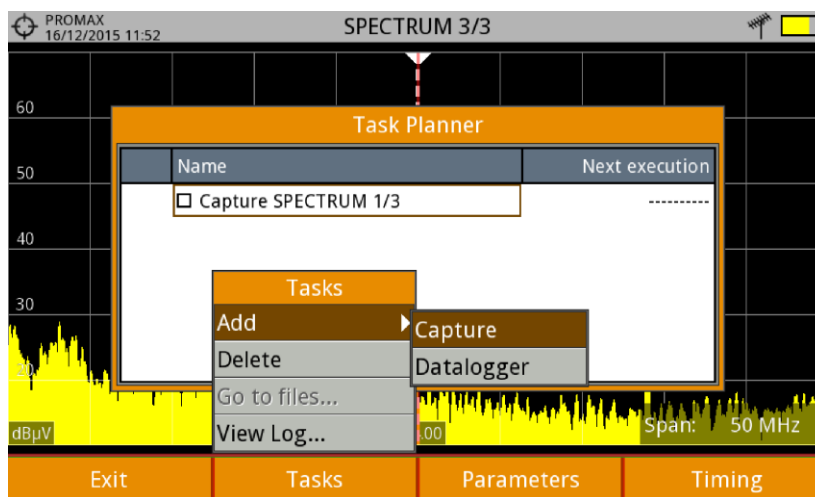 PROMAX
16/12/2015 11:52
SPECTRUM 3/3
60
Task Planner
50
Name
Next execution
Capture SPECTRUM 1/3
----------
40
Tasks
30
Add
Capture
Delete
Datalogger
20
Go to files...
dBµV
View Log...
.00
Span: 50 MHz
Exit
Tasks
Parameters
Timing